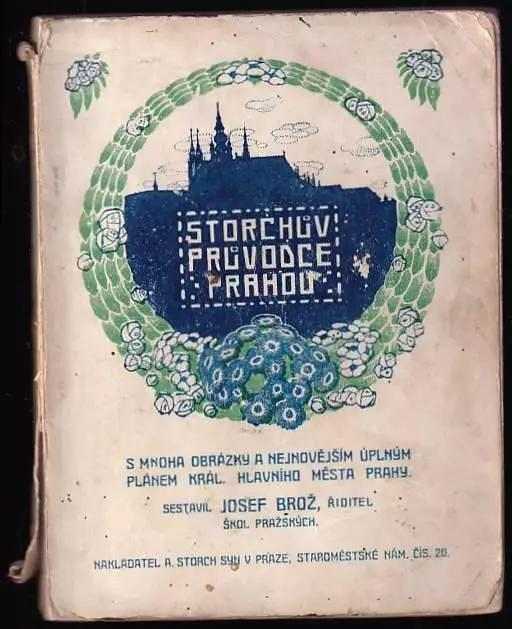 STORCHŮV
PRŮVODCE
PRAHOU
S MNOHA OBRÁZKY A NEJNOVĚJŠÍM ÚPLNÝM
PLÁNEM KRÁL. HLAVNÍHO MĚSTA PRAHY.
SESTAVIL JOSEF BROŽ, ŘIDITEL
ŠKOL PRAŽSKÝCH.
NAKLADATEL A. STORCH SYN V PRAZE, STAROMĚSTSKÉ NÁM. ČÍS. 20.